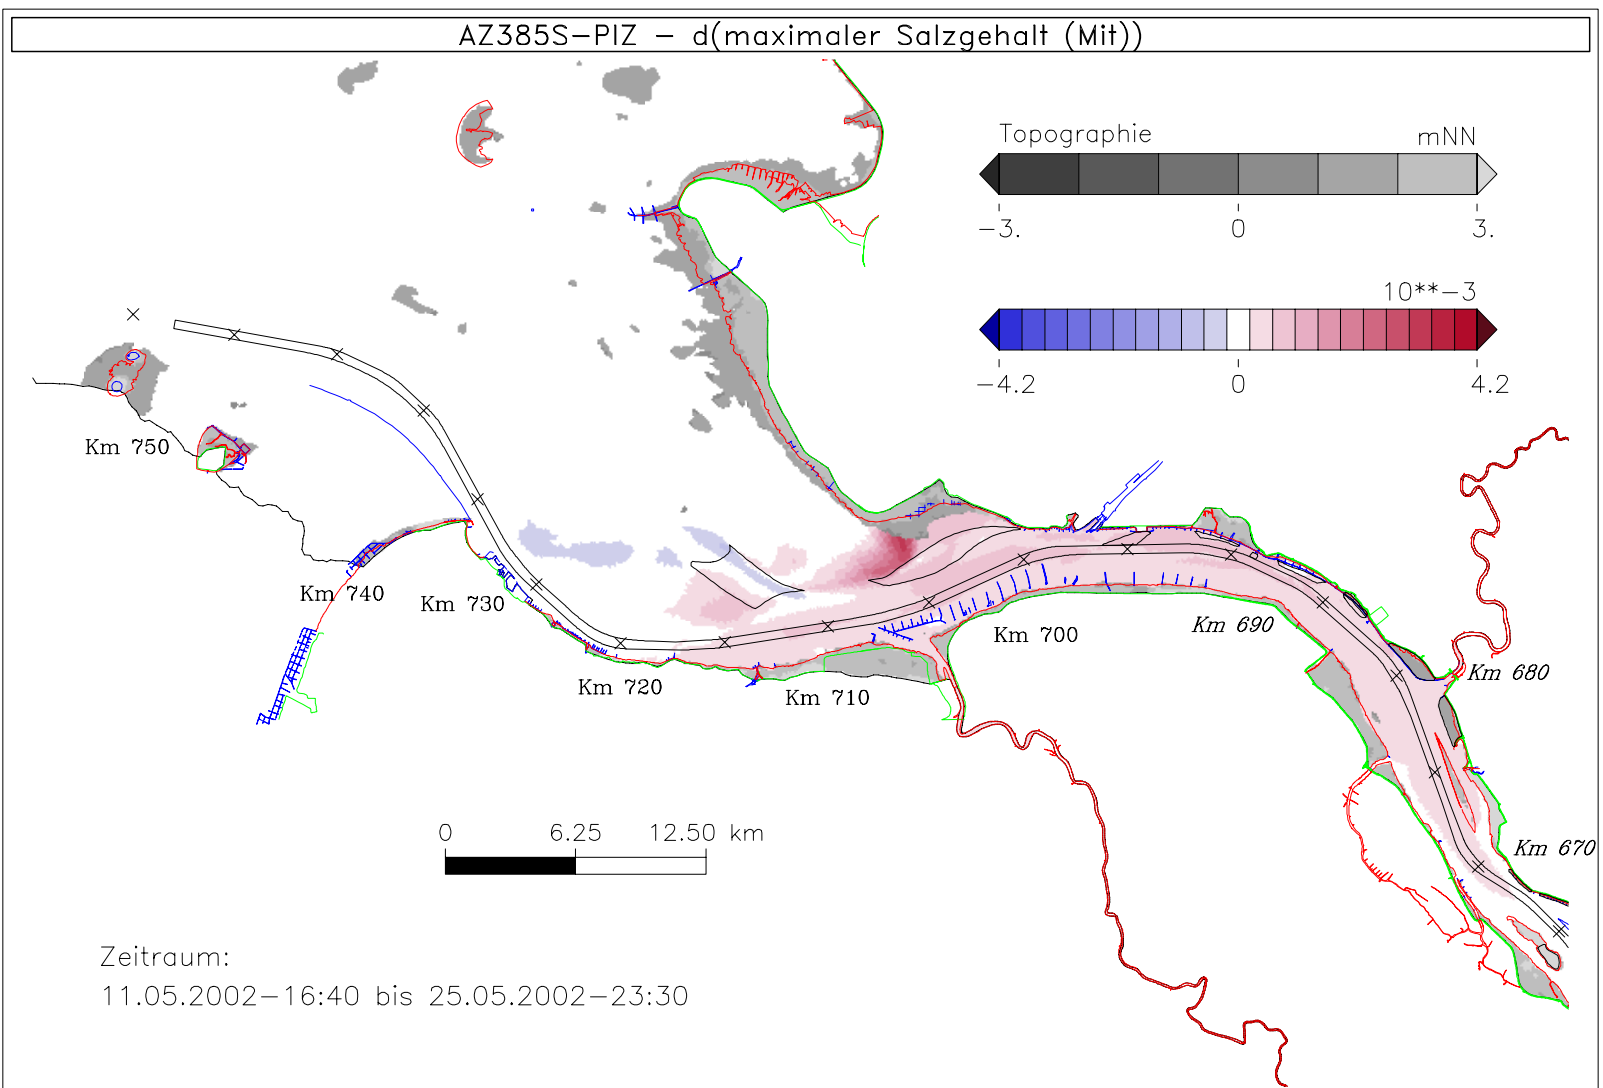 AZ385S-PIZ - d(maximaler Salzgehalt (Mit))
Topographie mNN
-3. 0 3.
10**-3
-4.2 0 4.2
Km 750
Km 740
Km 730
Km 720
Km 710
Km 700
Km 690
Km 680
Km 670
0 6.25 12.50 km
Zeitraum:
11.05.2002-16:40 bis 25.05.2002-23:30